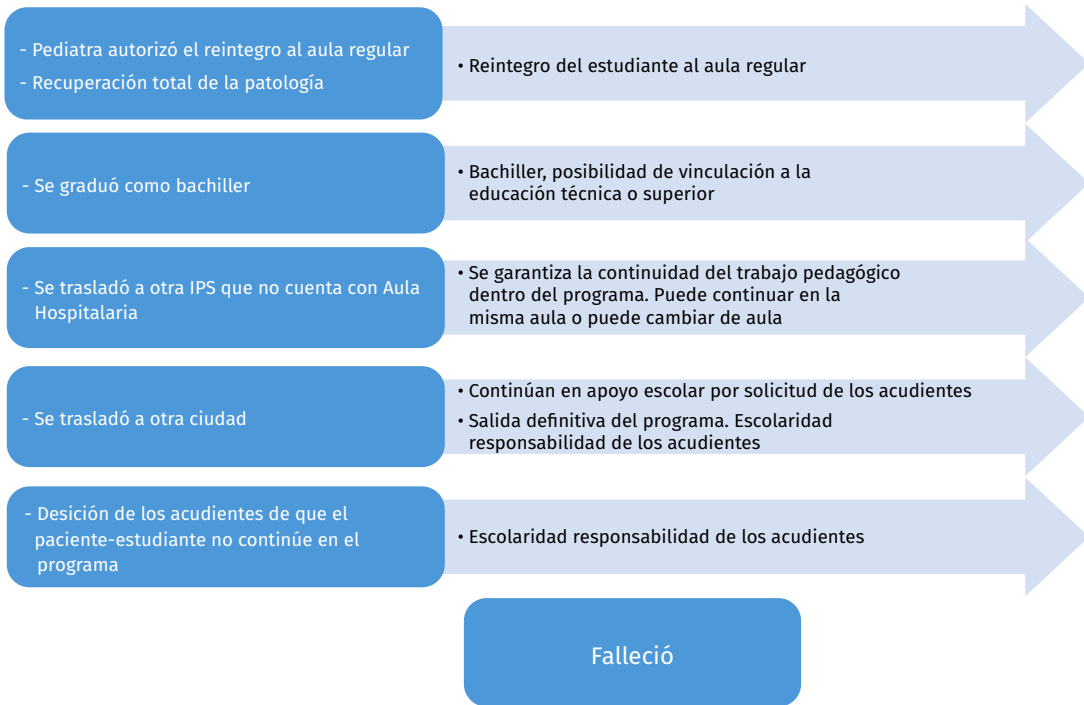 - Pediatra autorizó el reintegro al aula regular
- Recuperación total de la patología
• Reintegro del estudiante al aula regular
- Se graduó como bachiller
• Bachiller, posibilidad de vinculación a la
educación técnica o superior
- Se trasladó a otra IPS que no cuenta con Aula
Hospitalaria
• Se garantiza la continuidad del trabajo pedagógico
dentro del programa. Puede continuar en la
misma aula o puede cambiar de aula
- Se trasladó a otra ciudad
• Continúan en apoyo escolar por solicitud de los acudientes
• Salida definitiva del programa. Escolaridad
responsabilidad de los acudientes
- Desición de los acudientes de que el
paciente-estudiante no continúe en el
programa
• Escolaridad responsabilidad de los acudientes
Falleció